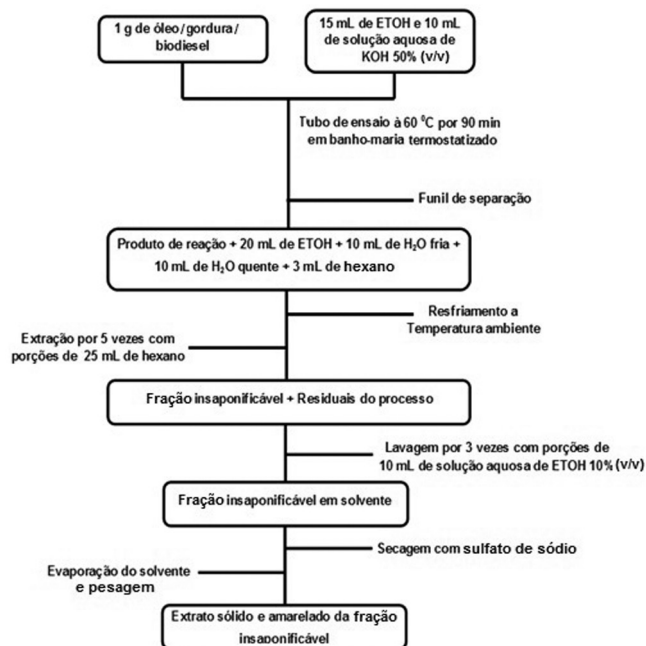 1 g de óleo/gordura/
biodiesel
15 mL de ETOH e 10 mL
de solução aquosa de
KOH 50% (v/v)
Tubo de ensaio à 60 ⁰C por 90 min
em banho-maria termostatizado
Funil de separação
Produto de reação + 20 mL de ETOH + 10 mL de H₂O fria +
10 mL de H₂O quente + 3 mL de hexano
Resfriamento a
Temperatura ambiente
Extração por 5 vezes com
porções de 25 mL de hexano
Fração insaponificável + Residuais do processo
Lavagem por 3 vezes com porções de
10 mL de solução aquosa de ETOH 10% (v/v)
Fração insaponificável em solvente
Secagem com sulfato de sódio
Evaporação do solvente
e pesagem
Extrato sólido e amarelado da fração
insaponificável